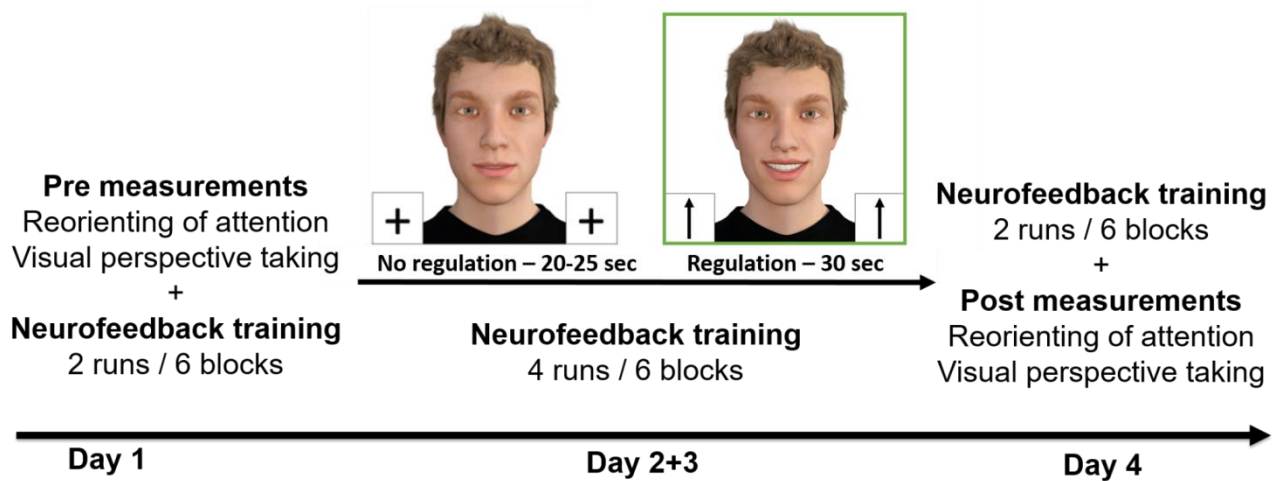 Pre measurements
Reorienting of attention
Visual perspective taking
+
Neurofeedback training
2 runs / 6 blocks
+ +
No regulation – 20-25 sec
Regulation – 30 sec
Neurofeedback training
4 runs / 6 blocks
Neurofeedback training
2 runs / 6 blocks
+
Post measurements
Reorienting of attention
Visual perspective taking
Day 1
Day 2+3
Day 4